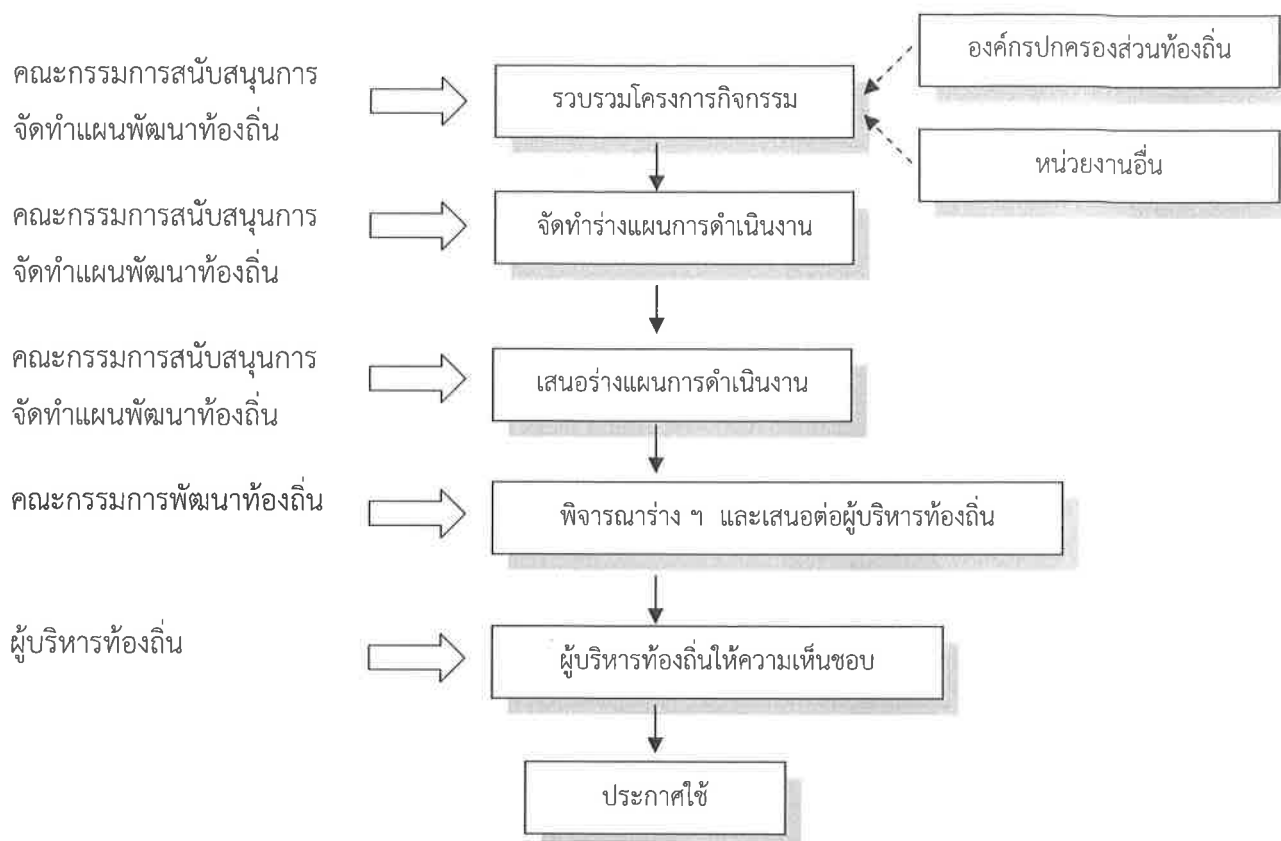 องค์กรปกครองส่วนท้องถิ่น
คณะกรรมการสนับสนุนการ
จัดทำแผนพัฒนาท้องถิ่น
รวบรวมโครงการกิจกรรม
หน่วยงานอื่น
คณะกรรมการสนับสนุนการ
จัดทำแผนพัฒนาท้องถิ่น
จัดทำร่างแผนการดำเนินงาน
คณะกรรมการสนับสนุนการ
จัดทำแผนพัฒนาท้องถิ่น
เสนอร่างแผนการดำเนินงาน
คณะกรรมการพัฒนาท้องถิ่น
พิจารณาร่าง ฯ และเสนอต่อผู้บริหารท้องถิ่น
ผู้บริหารท้องถิ่น
ผู้บริหารท้องถิ่นให้ความเห็นชอบ
ประกาศใช้